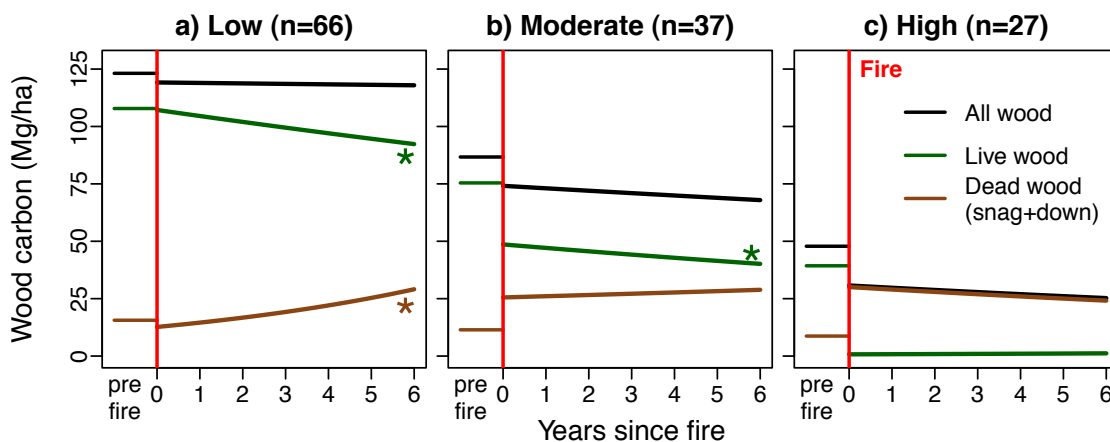 a) Low (n=66)
b) Moderate (n=37)
c) High (n=27)
Wood carbon (Mg/ha)
125
100
75
50
25
0
Fire
All wood
Live wood
Dead wood
(snag+down)
*
*
*
pre
fire
0 1 2 3 4 5 6
pre
fire
0 1 2 3 4 5 6
pre
fire
0 1 2 3 4 5 6
Years since fire